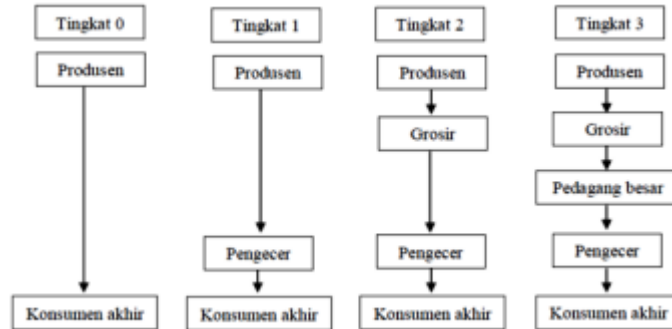 Tingkat 0
Tingkat 1
Tingkat 2
Tingkat 3
Produsen
Produsen
Produsen
Produsen
Grosir
Grosir
Pedagang besar
Pengecer
Pengecer
Pengecer
Konsumen akhir
Konsumen akhir
Konsumen akhir
Konsumen akhir